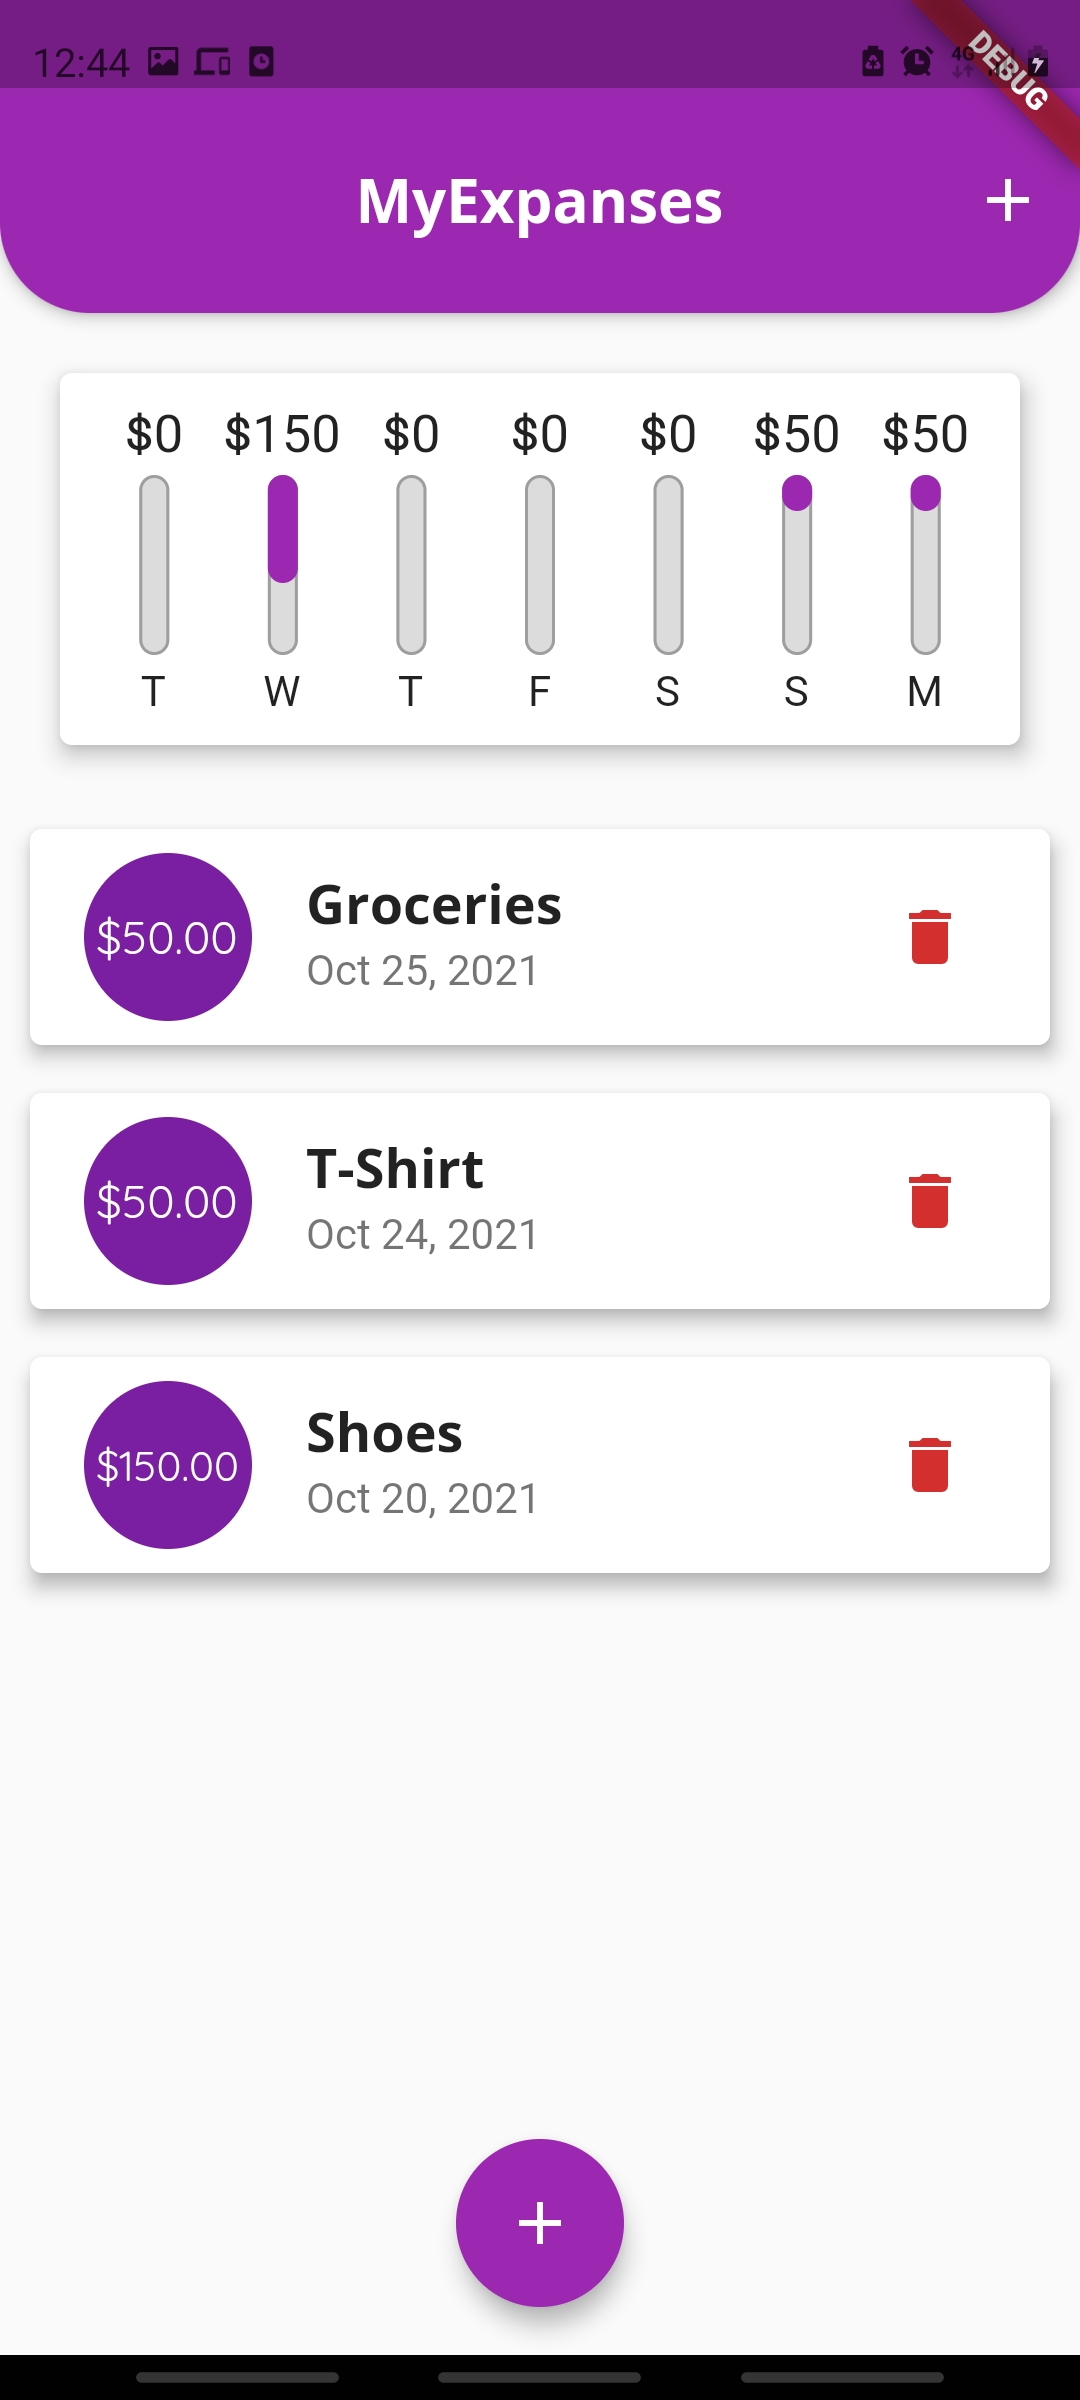 12:44
4G
DEBUG
MyExpanses
$0 $150 $0 $0 $0 $50 $50
T W T F S S M
$50.00
Groceries
Oct 25, 2021
$50.00
T-Shirt
Oct 24, 2021
$150.00
Shoes
Oct 20, 2021